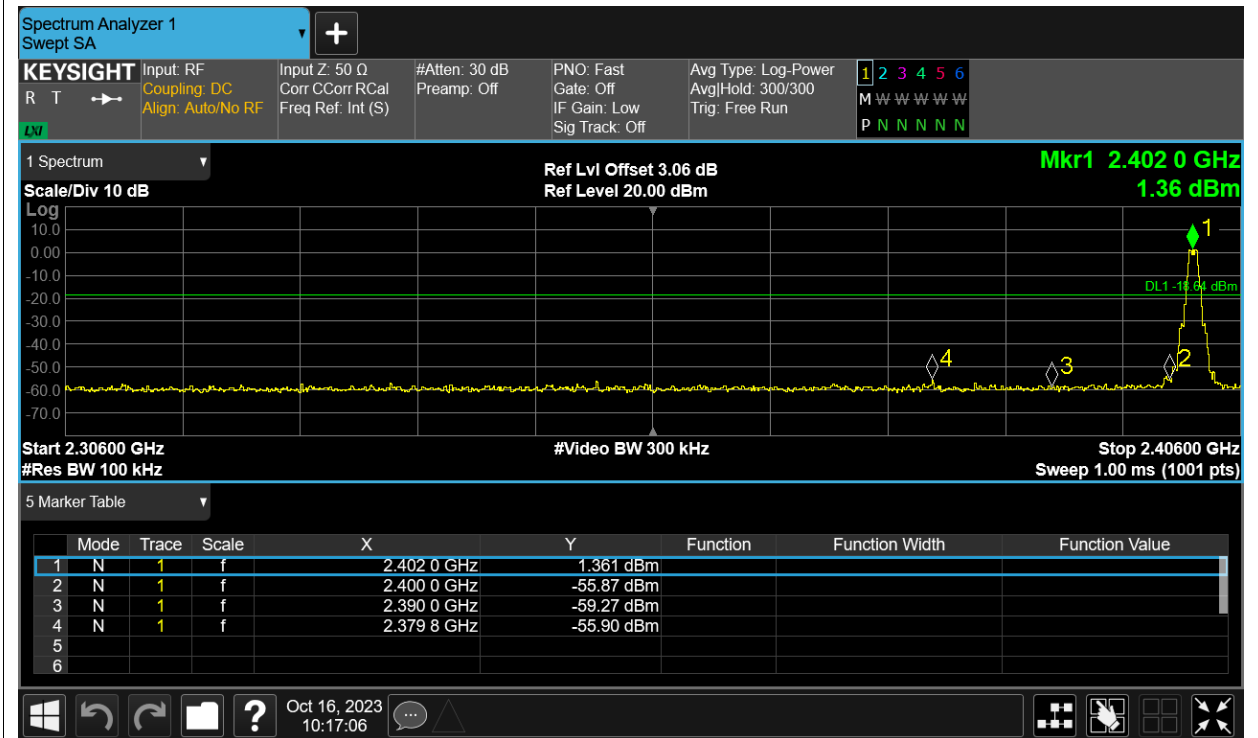 Spectrum Analyzer 1
Swept SA
KEYSIGHT
R T
LXI
Input: RF
Coupling: DC
Align: Auto/No RF
Input Z: 50 Ω
Corr CCorr RCal
Freq Ref: Int (S)
#Atten: 30 dB
Preamp: Off
PNO: Fast
Gate: Off
IF Gain: Low
Sig Track: Off
Avg Type: Log-Power
Avg|Hold: 300/300
Trig: Free Run
1 2 3 4 5 6
M W W W W W W
P N N N N N
1 Spectrum
Scale/Div 10 dB
Ref Lvl Offset 3.06 dB
Ref Level 20.00 dBm
Mkr1 2.402 0 GHz
1.36 dBm
Log
10.0
0.00
-10.0
-20.0
-30.0
-40.0
-50.0
-60.0
-70.0
1
DL1 -18.64 dBm
4
3
2
Start 2.30600 GHz
#Res BW 100 kHz
#Video BW 300 kHz
Stop 2.40600 GHz
Sweep 1.00 ms (1001 pts)
5 Marker Table
Mode Trace Scale X Y Function Function Width Function Value
1 N 1 f 2.402 0 GHz 1.361 dBm
2 N 1 f 2.400 0 GHz -55.87 dBm
3 N 1 f 2.390 0 GHz -59.27 dBm
4 N 1 f 2.379 8 GHz -55.90 dBm
5
6
?
Oct 16, 2023
10:17:06